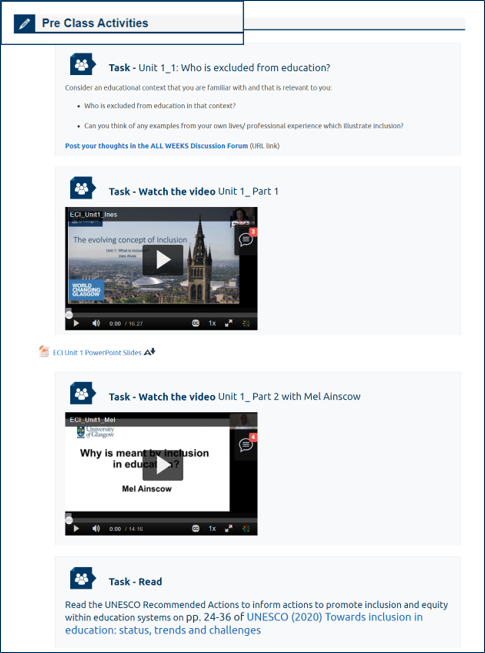 Pre Class Activities
Task - Unit 1_1: Who is excluded from education?
Consider an educational context that you are familiar with and that is relevant to you:
Who is excluded from education in that context?
Can you think of any examples from your own lives/ professional experience which illustrate inclusion?
Post your thoughts in the ALL WEEKS Discussion Forum (URL link)
Task - Watch the video Unit 1_ Part 1
ECI_Unit1_Ines
The evolving concept of Inclusion
Unit 1: What is inclusion?
3
WORLD
CHANGING
GLASGOW
0:00 / 16:27
1x
ECI Unit 1 PowerPoint Slides A
Task - Watch the video Unit 1_ Part 2 with Mel Ainscow
ECI_Unit1_Mel
University
of Glasgow
4
Why is meant by inclusion
in education?
Mel Ainscow
0:00 / 14:16
1x
Task - Read
Read the UNESCO Recommended Actions to inform actions to promote inclusion and equity
within education systems on pp. 24-36 of UNESCO (2020) Towards inclusion in
education: status, trends and challenges